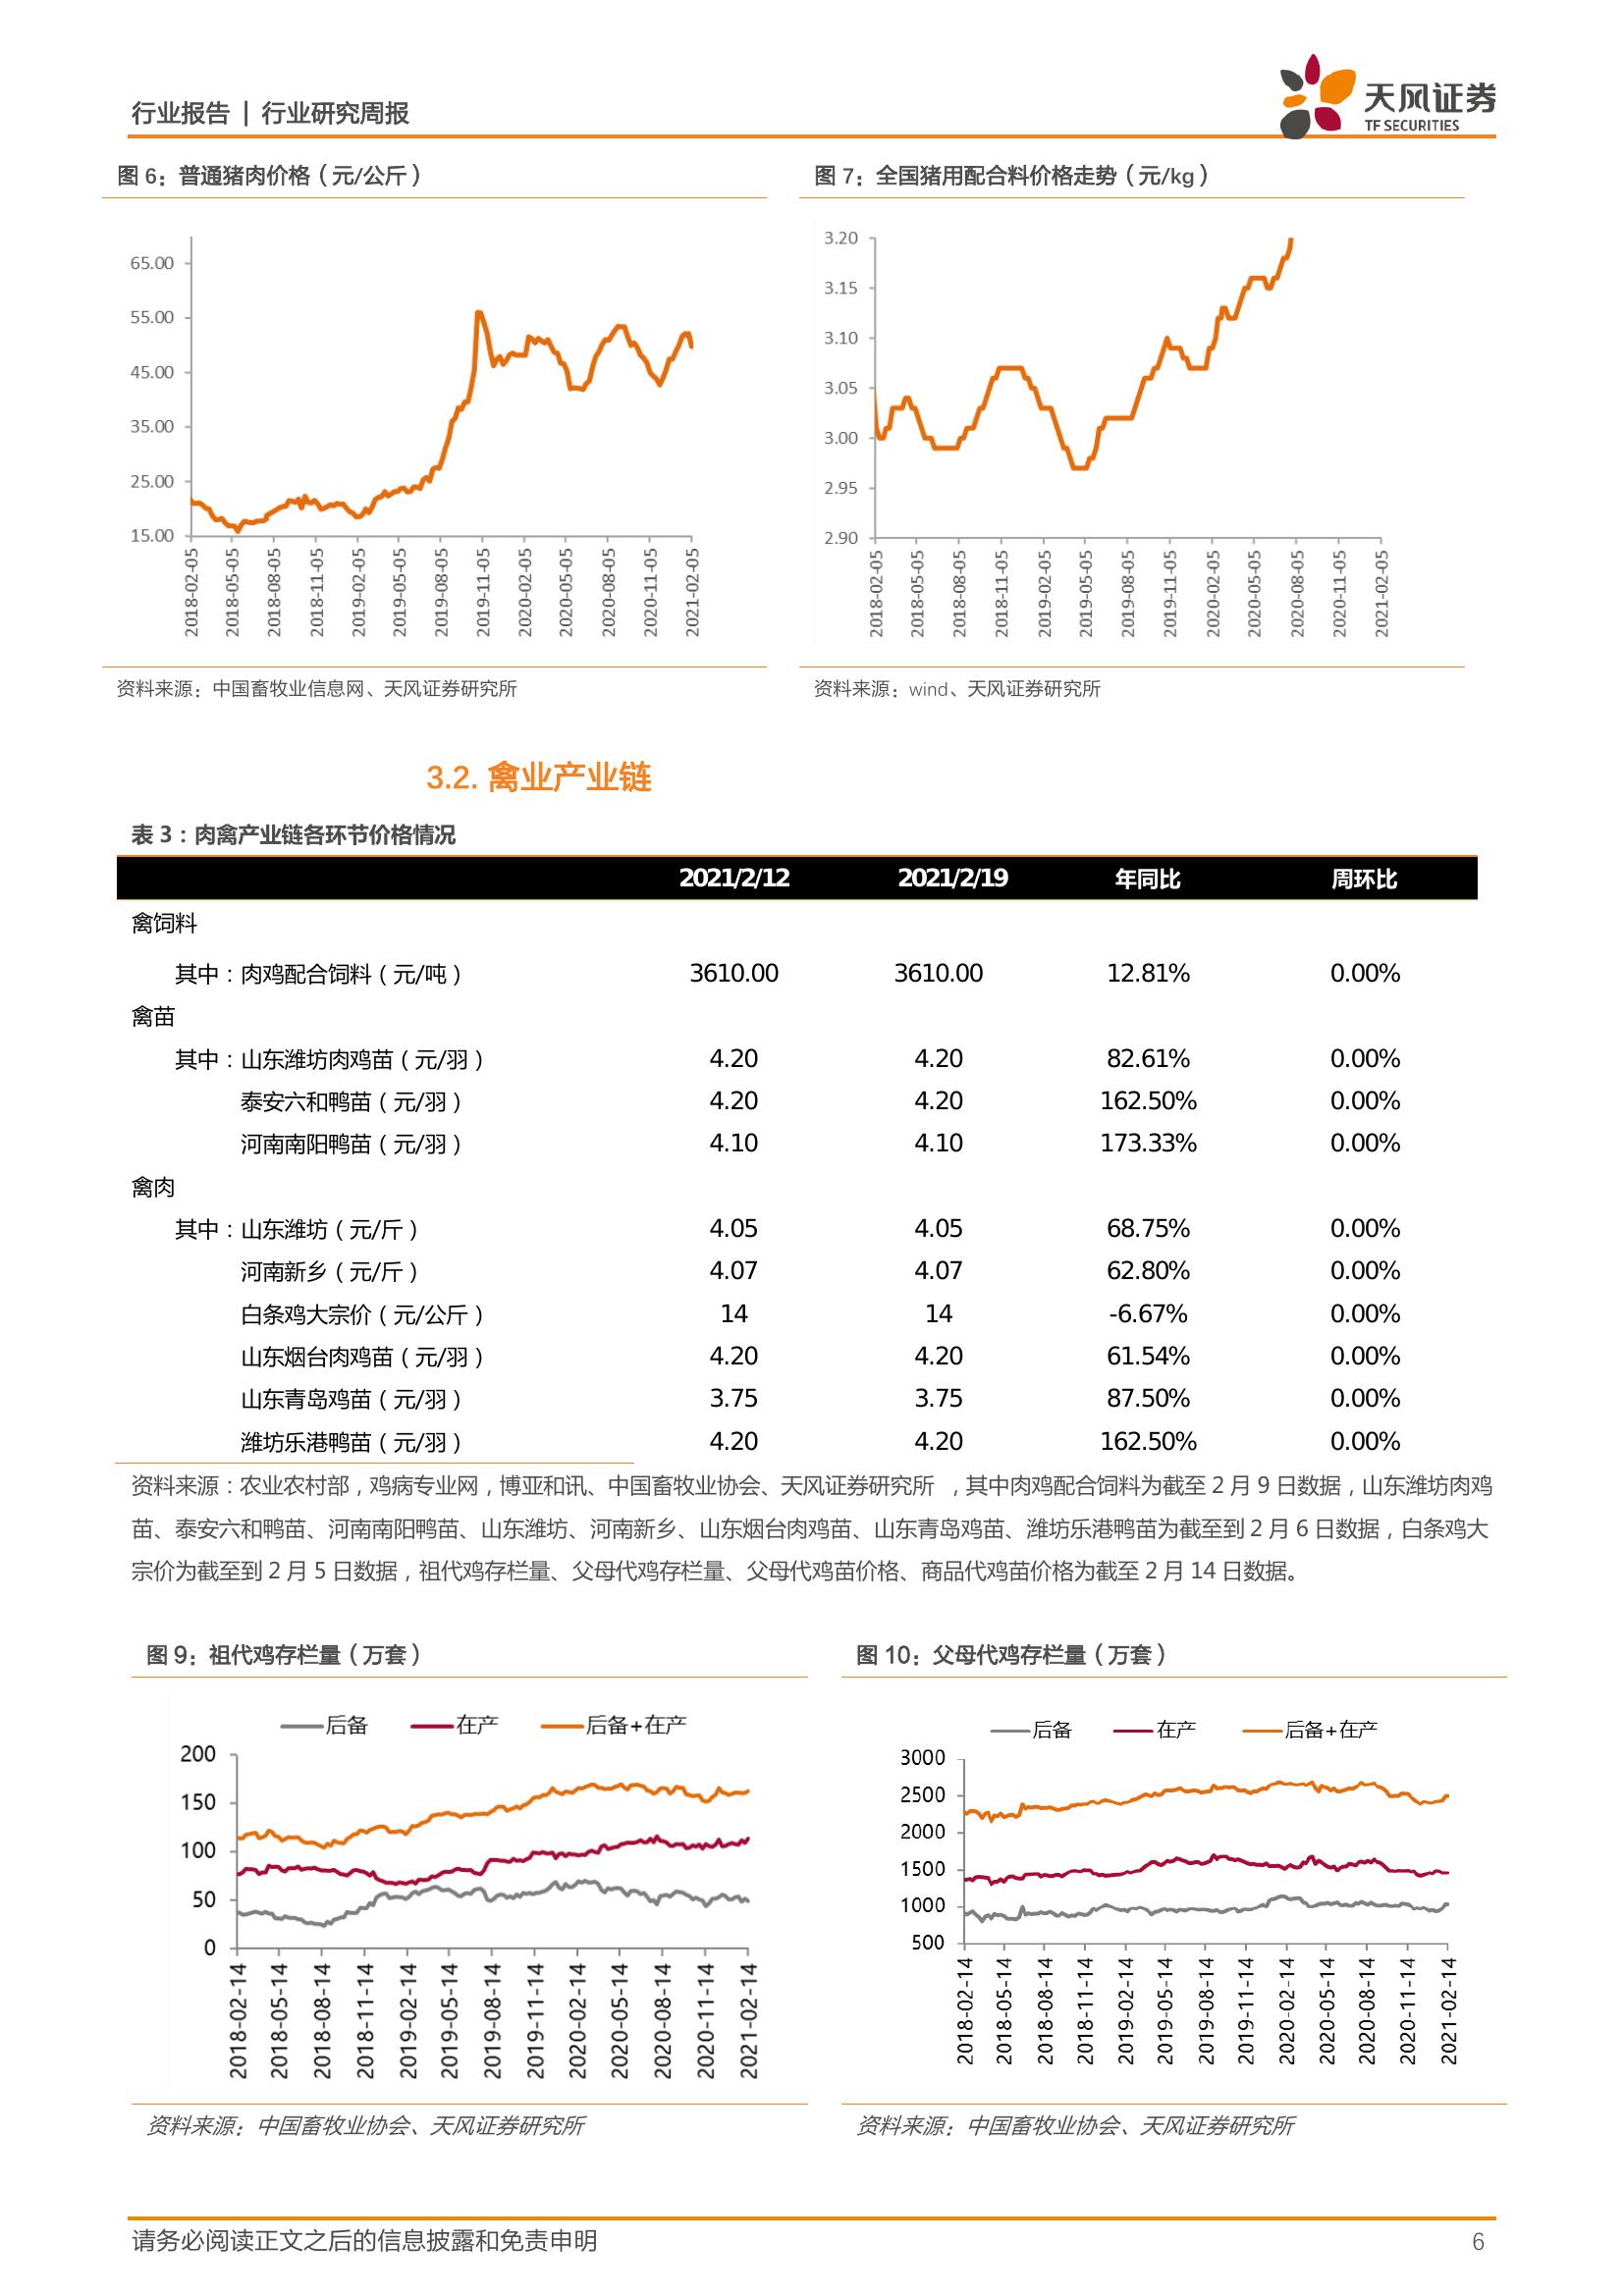 行业报告 | 行业研究周报
天风证券
TF SECURITIES
图 6：普通猪肉价格（元/公斤）
65.00
55.00
45.00
35.00
25.00
15.00
2018-02-05
2018-05-05
2018-08-05
2018-11-05
2019-02-05
2019-05-05
2019-08-05
2019-11-05
2020-02-05
2020-05-05
2020-08-05
2020-11-05
2021-02-05
资料来源：中国畜牧业信息网、天风证券研究所
图 7：全国猪用配合料价格走势（元/kg）
3.20
3.15
3.10
3.05
3.00
2.95
2.90
2018-02-05
2018-05-05
2018-08-05
2018-11-05
2019-02-05
2019-05-05
2019-08-05
2019-11-05
2020-02-05
2020-05-05
2020-08-05
2020-11-05
2021-02-05
资料来源：wind、天风证券研究所
3.2. 禽业产业链
表 3：肉禽产业链各环节价格情况
2021/2/12 2021/2/19 年同比 周环比
禽饲料
其中：肉鸡配合饲料（元/吨） 3610.00 3610.00 12.81% 0.00%
禽苗
其中：山东潍坊肉鸡苗（元/羽） 4.20 4.20 82.61% 0.00%
泰安六和鸭苗（元/羽） 4.20 4.20 162.50% 0.00%
河南南阳鸭苗（元/羽） 4.10 4.10 173.33% 0.00%
禽肉
其中：山东潍坊（元/斤） 4.05 4.05 68.75% 0.00%
河南新乡（元/斤） 4.07 4.07 62.80% 0.00%
白条鸡大宗价（元/公斤） 14 14 -6.67% 0.00%
山东烟台肉鸡苗（元/羽） 4.20 4.20 61.54% 0.00%
山东青岛鸡苗（元/羽） 3.75 3.75 87.50% 0.00%
潍坊乐港鸭苗（元/羽） 4.20 4.20 162.50% 0.00%
资料来源：农业农村部，鸡病专业网，博亚和讯、中国畜牧业协会、天风证券研究所 ，其中肉鸡配合饲料为截至 2 月 9 日数据，山东潍坊肉鸡
苗、泰安六和鸭苗、河南南阳鸭苗、山东潍坊、河南新乡、山东烟台肉鸡苗、山东青岛鸡苗、潍坊乐港鸭苗为截至到 2 月 6 日数据，白条鸡大
宗价为截至到 2 月 5 日数据，祖代鸡存栏量、父母代鸡存栏量、父母代鸡苗价格、商品代鸡苗价格为截至 2 月 14 日数据。
图 9：祖代鸡存栏量（万套）
后备 在产 后备+在产
200
150
100
50
0
2018-02-14
2018-05-14
2018-08-14
2018-11-14
2019-02-14
2019-05-14
2019-08-14
2019-11-14
2020-02-14
2020-05-14
2020-08-14
2020-11-14
2021-02-14
资料来源：中国畜牧业协会、天风证券研究所
图 10：父母代鸡存栏量（万套）
后备 在产 后备+在产
3000
2500
2000
1500
1000
500
2018-02-14
2018-05-14
2018-08-14
2018-11-14
2019-02-14
2019-05-14
2019-08-14
2019-11-14
2020-02-14
2020-05-14
2020-08-14
2020-11-14
2021-02-14
资料来源：中国畜牧业协会、天风证券研究所
请务必阅读正文之后的信息披露和免责申明
6